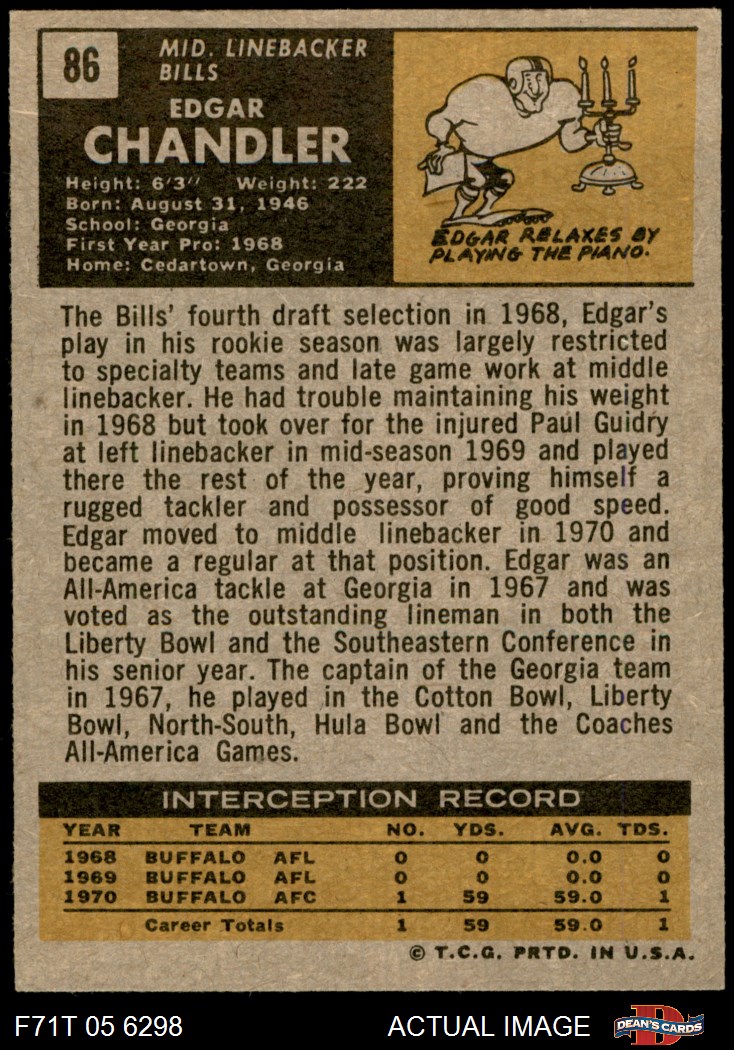 86
MID. LINEBACKER
BILLS
EDGAR
CHANDLER
Height: 6'3" Weight: 222
Born: August 31, 1946
School: Georgia
First Year Pro: 1968
Home: Cedartown, Georgia
EDGAR RELAXES BY
PLAYING THE PIANO.
The Bills' fourth draft selection in 1968, Edgar's
play in his rookie season was largely restricted
to specialty teams and late game work at middle
linebacker. He had trouble maintaining his weight
in 1968 but took over for the injured Paul Guidry
at left linebacker in mid-season 1969 and played
there the rest of the year, proving himself a
rugged tackler and possessor of good speed.
Edgar moved to middle linebacker in 1970 and
became a regular at that position. Edgar was an
All-America tackle at Georgia in 1967 and was
voted as the outstanding lineman in both the
Liberty Bowl and the Southeastern Conference in
his senior year. The captain of the Georgia team
in 1967, he played in the Cotton Bowl, Liberty
Bowl, North-South, Hula Bowl and the Coaches
All-America Games.
INTERCEPTION RECORD
YEAR TEAM NO. YDS. AVG. TDS.
1968 BUFFALO AFL 0 0 0.0 0
1969 BUFFALO AFL 0 0 0.0 0
1970 BUFFALO AFC 1 59 59.0 1
Career Totals 1 59 59.0 1
© T.C.G. PRTD. IN U.S.A.
F71T 05 6298 ACTUAL IMAGE D DEAN'S CARDS